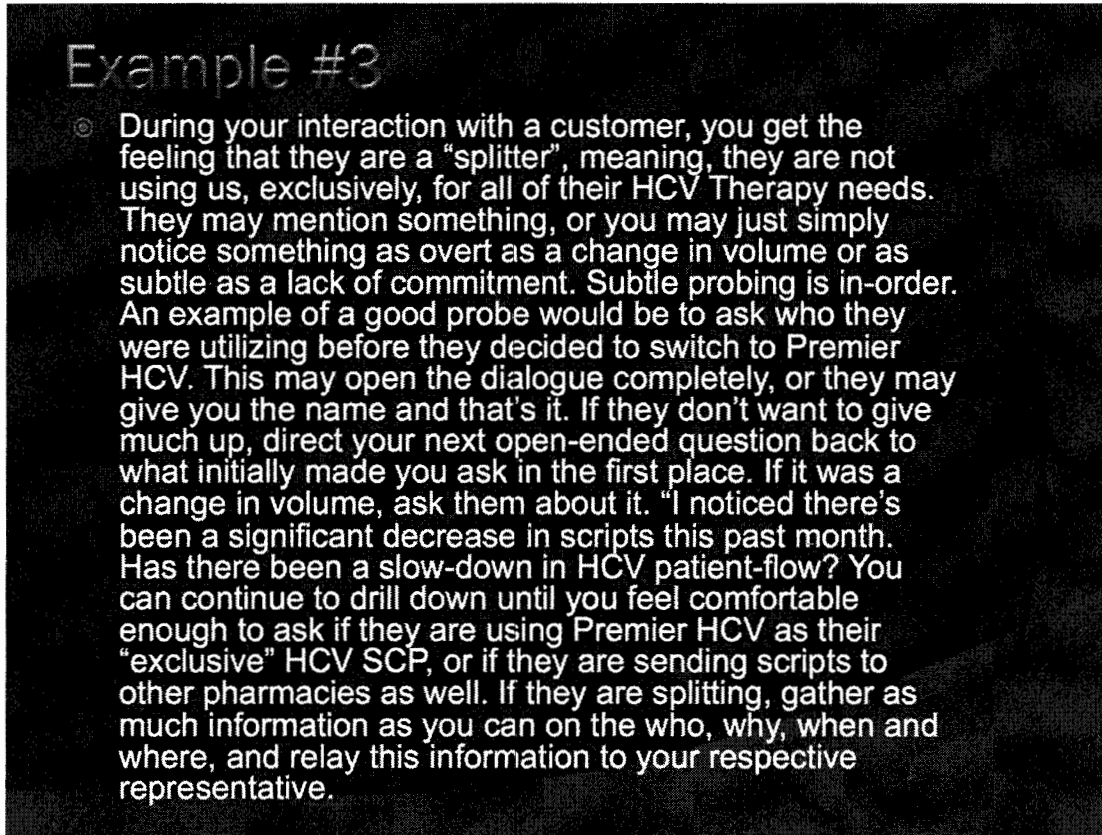 Example #3
During your interaction with a customer, you get the
feeling that they are a “splitter”, meaning, they are not
using us, exclusively, for all of their HCV Therapy needs.
They may mention something, or you may just simply
notice something as overt as a change in volume or as
subtle as a lack of commitment. Subtle probing is in-order.
An example of a good probe would be to ask who they
were utilizing before they decided to switch to Premier
HCV. This may open the dialogue completely, or they may
give you the name and that’s it. If they don’t want to give
much up, direct your next open-ended question back to
what initially made you ask in the first place. If it was a
change in volume, ask them about it. “I noticed there’s
been a significant decrease in scripts this past month.
Has there been a slow-down in HCV patient-flow? You
can continue to drill down until you feel comfortable
enough to ask if they are using Premier HCV as their
“exclusive” HCV SCP, or if they are sending scripts to
other pharmacies as well. If they are splitting, gather as
much information as you can on the who, why, when and
where, and relay this information to your respective
representative.